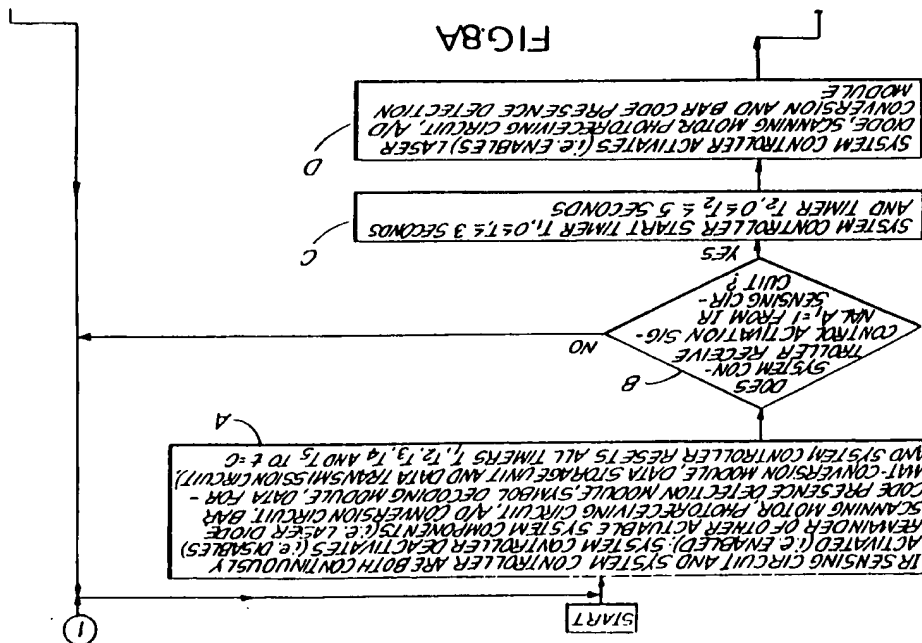 START
1
IR SENSING CIRCUIT AND SYSTEM CONTROLLER ARE BOTH CONTINUOUSLY
ACTIVATED (i.e. ENABLED); SYSTEM CONTROLLER DEACTIVATES (i.e. DISABLES)
REMAINDER OF OTHER ACTUABLE SYSTEM COMPONENTS (i.e. LASER DIODE
SCANNING MOTOR, PHOTORECEIVING CIRCUIT, A/D CONVERSION CIRCUIT, BAR
CODE PRESENCE DETECTION MODULE, SYMBOL DECODING MODULE, DATA FOR-
MAT-CONVERSION MODULE, DATA STORAGE UNIT AND DATA TRANSMISSION CIRCUIT),
AND SYSTEM CONTROLLER RESETS ALL TIMERS T₁, T₂, T₃, T₄ AND T₅ TO t=0
A
DOES
SYSTEM CON-
TROLLER RECEIVE
CONTROL ACTIVATION SIG-
NAL A₁=1 FROM IR
SENSING CIR-
CUIT?
B
NO
YES
SYSTEM CONTROLLER START TIMER T₁, 0≤T₁≤3 SECONDS
AND TIMER T₂, 0≤T₂≤5 SECONDS
C
SYSTEM CONTROLLER ACTIVATES (i.e. ENABLES) LASER
DIODE, SCANNING MOTOR, PHOTORECEIVING CIRCUIT, A/D
CONVERSION AND BAR CODE PRESENCE DETECTION
MODULE
D
FIG.8A